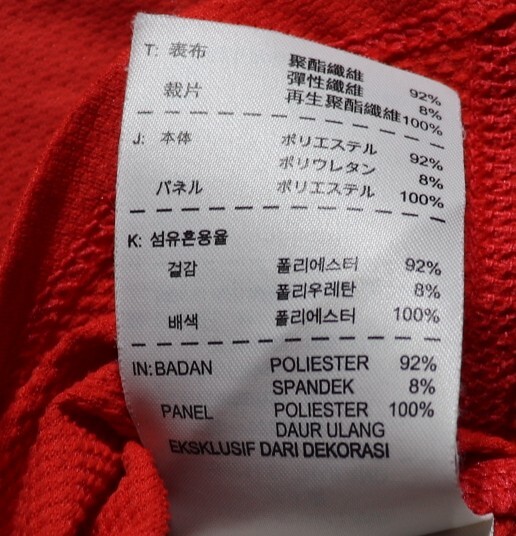 T: 表布 聚酯纖維 92%
彈性纖維 8%
裁片 再生聚酯纖維 100%
J: 本体 ポリエステル 92%
ポリウレタン 8%
パネル ポリエステル 100%
K: 섬유혼용율
겉감 폴리에스터 92%
폴리우레탄 8%
배색 폴리에스터 100%
IN: BADAN POLIESTER 92%
SPANDEK 8%
PANEL POLIESTER 100%
DAUR ULANG
EKSKLUSIF DARI DEKORASI